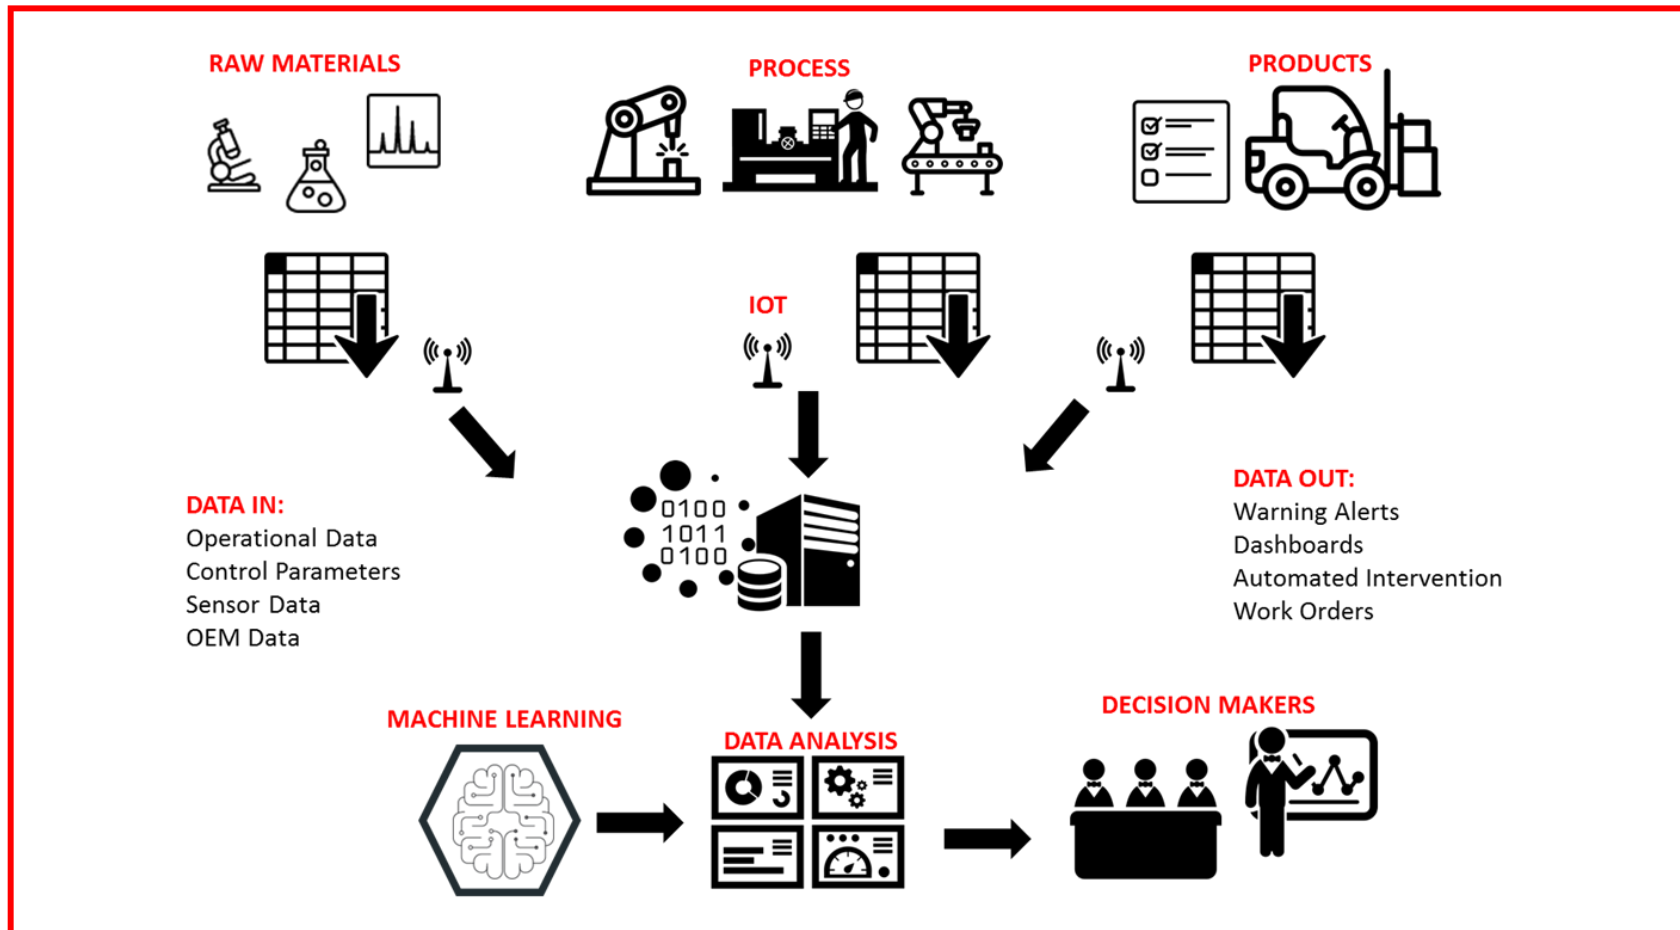 RAW MATERIALS
PROCESS
PRODUCTS
IOT
0100
1011
0100
DATA IN:
Operational Data
Control Parameters
Sensor Data
OEM Data
DATA OUT:
Warning Alerts
Dashboards
Automated Intervention
Work Orders
MACHINE LEARNING
DATA ANALYSIS
DECISION MAKERS